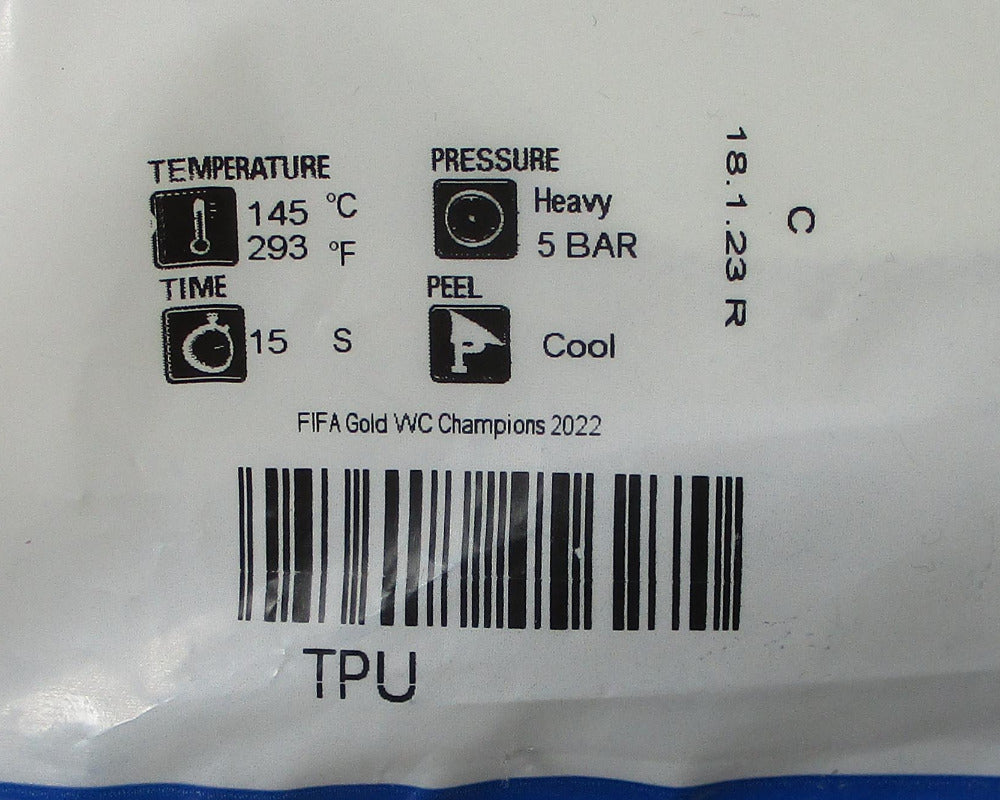 TEMPERATURE
145 °C
293 °F
PRESSURE
Heavy
5 BAR
TIME
15 S
PEEL
Cool
FIFA Gold WC Champions 2022
TPU
C
18.1.23 R